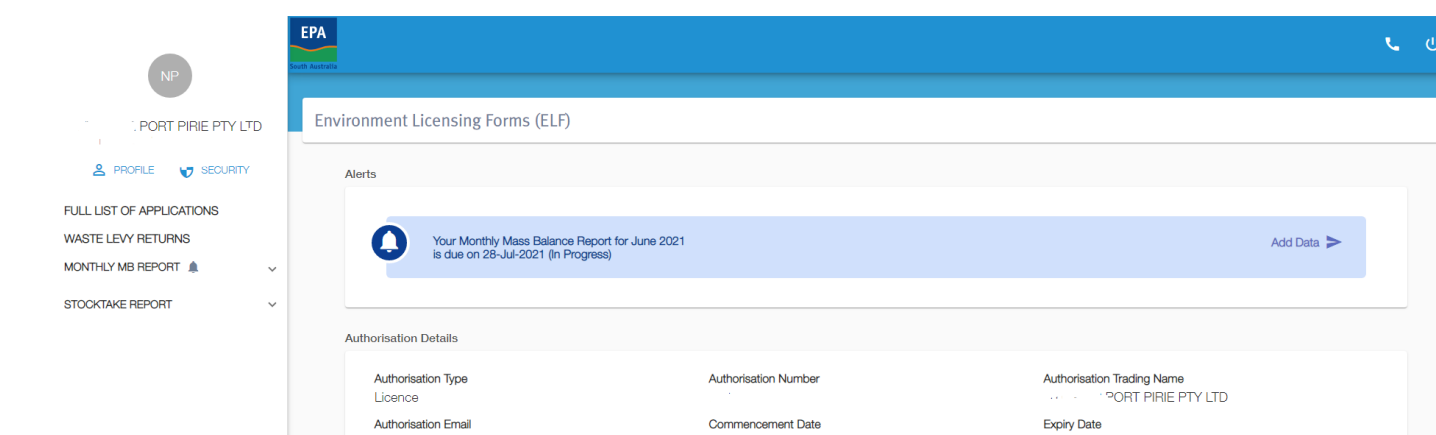 EPA
South Australia
NP
PORT PIRIE PTY LTD
PROFILE SECURITY
FULL LIST OF APPLICATIONS
WASTE LEVY RETURNS
MONTHLY MB REPORT
STOCKTAKE REPORT
Environment Licensing Forms (ELF)
Alerts
Your Monthly Mass Balance Report for June 2021
is due on 28-Jul-2021 (In Progress)
Add Data
Authorisation Details
Authorisation Type Authorisation Number Authorisation Trading Name
Licence PORT PIRIE PTY LTD
Authorisation Email Commencement Date Expiry Date